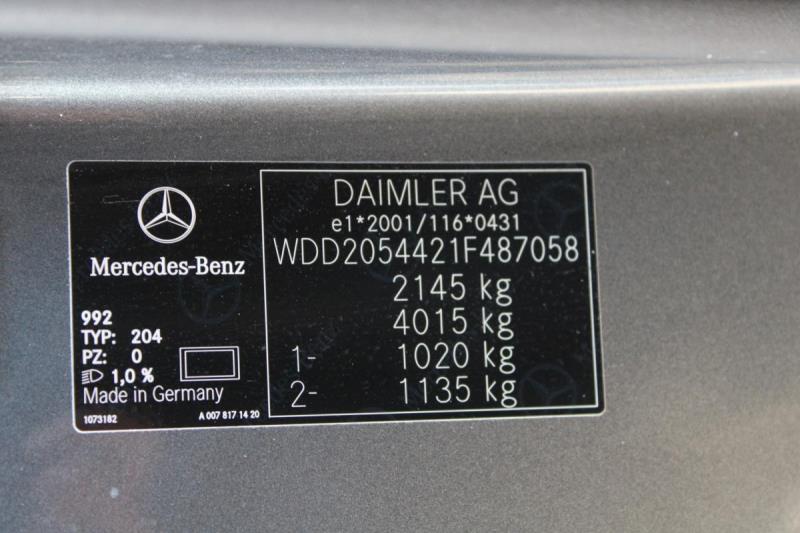 Mercedes-Benz
992
TYP: 204
PZ: 0
1,0 %
Made in Germany
1073182
A 007 817 14 20
DAIMLER AG
e1*2001/116*0431
WDD2054421F487058
2145 kg
4015 kg
1- 1020 kg
2- 1135 kg